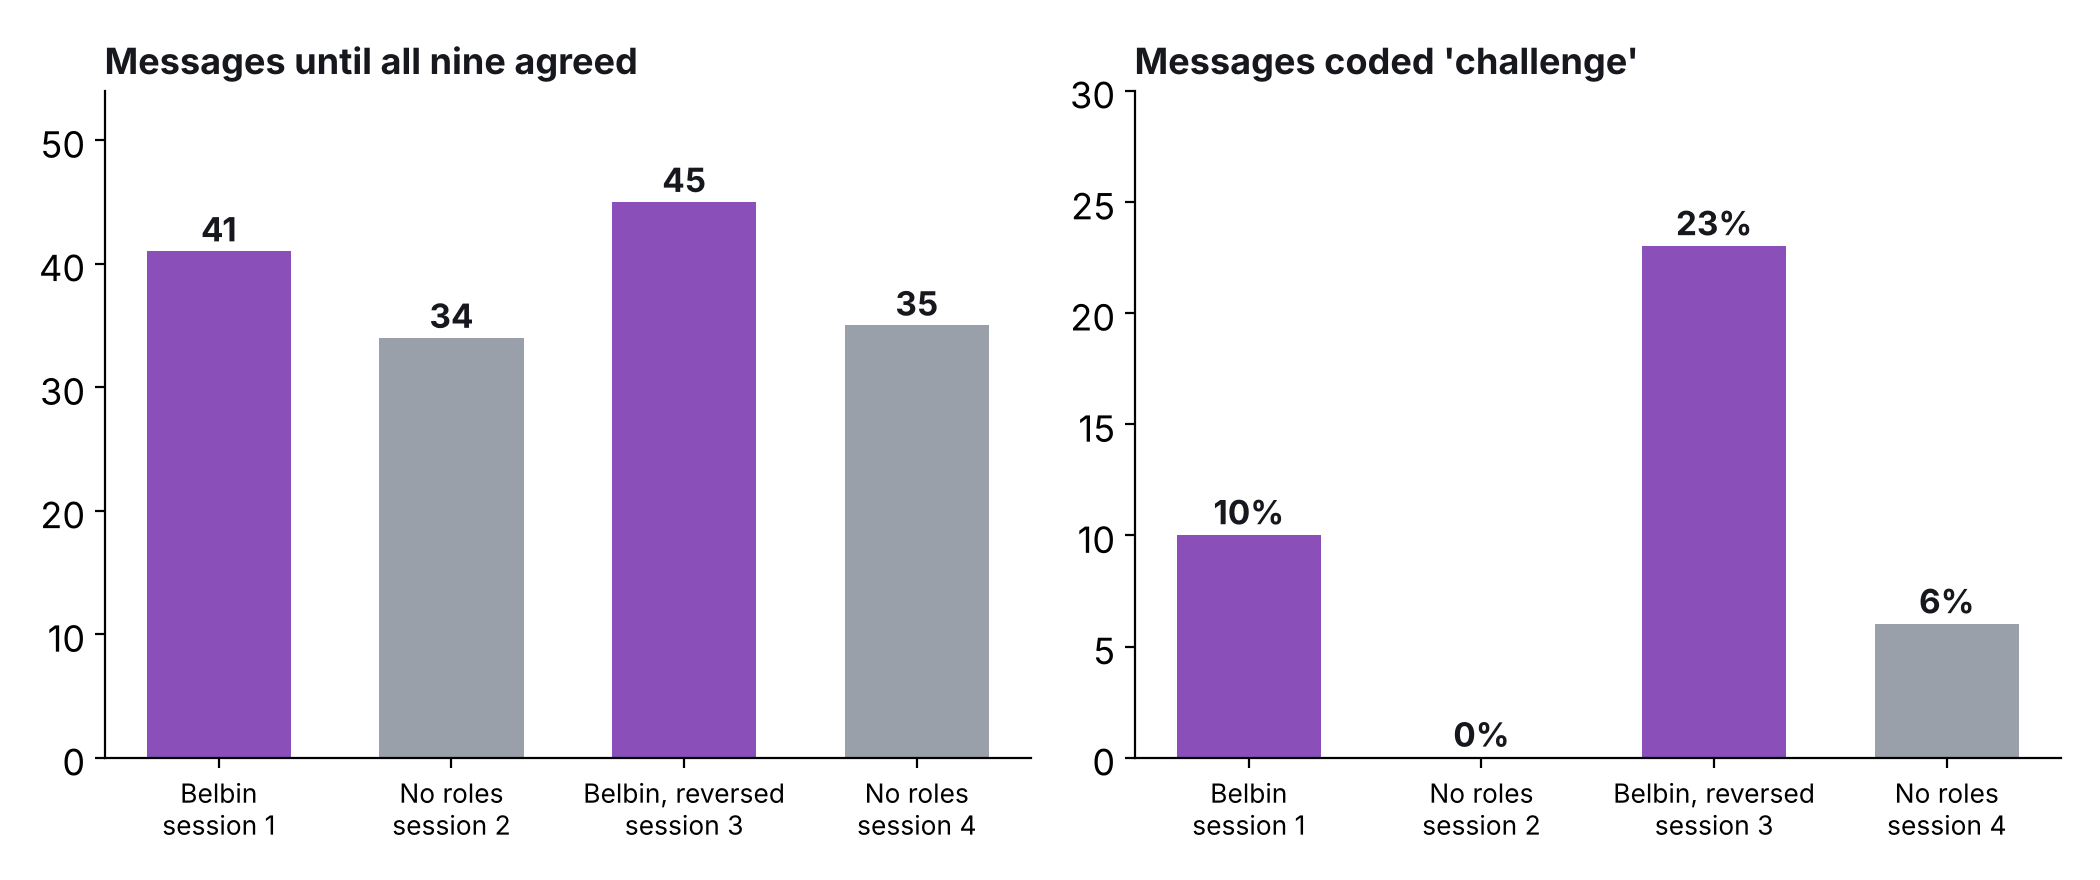 Messages until all nine agreed
50
40
30
20
10
0
41
34
45
35
Belbin
session 1
No roles
session 2
Belbin, reversed
session 3
No roles
session 4
Messages coded 'challenge'
30
25
20
15
10
5
0
10%
0%
23%
6%
Belbin
session 1
No roles
session 2
Belbin, reversed
session 3
No roles
session 4